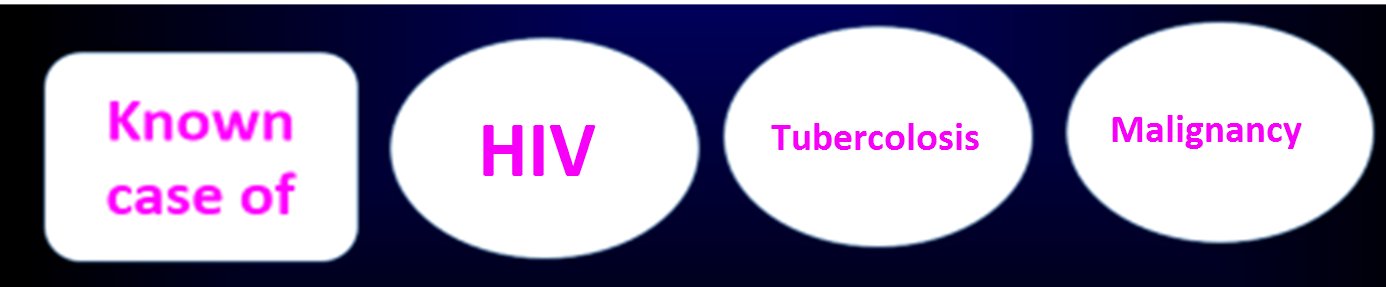 Known
case of
HIV
Tubercolosis
Malignancy